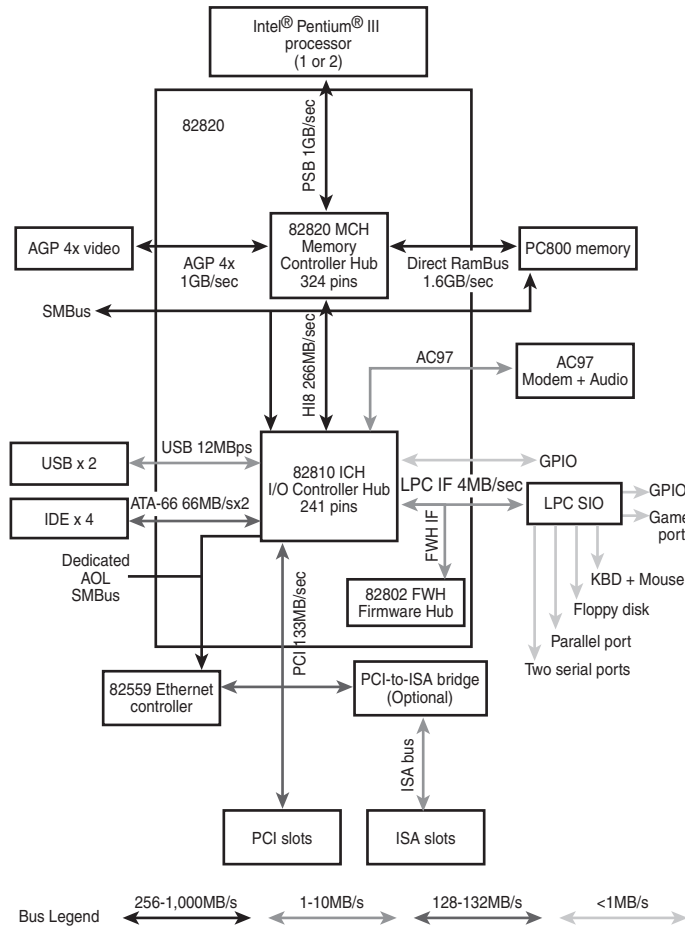 Intel® Pentium® III
processor
(1 or 2)
82820
PSB 1GB/sec
AGP 4x video
AGP 4x
1GB/sec
82820 MCH
Memory
Controller Hub
324 pins
Direct RamBus
1.6GB/sec
PC800 memory
SMBus
HI8 266MB/sec
AC97
AC97
Modem + Audio
USB x 2
USB 12MBps
82810 ICH
I/O Controller Hub
241 pins
GPIO
LPC IF 4MB/sec
LPC SIO
GPIO
Game
port
IDE x 4
ATA-66 66MB/sx2
FWH IF
Dedicated
AOL
SMBus
82802 FWH
Firmware Hub
KBD + Mouse
Floppy disk
Parallel port
Two serial ports
PCI 133MB/sec
82559 Ethernet
controller
PCI-to-ISA bridge
(Optional)
ISA bus
PCI slots
ISA slots
Bus Legend
256-1,000MB/s
1-10MB/s
128-132MB/s
<1MB/s